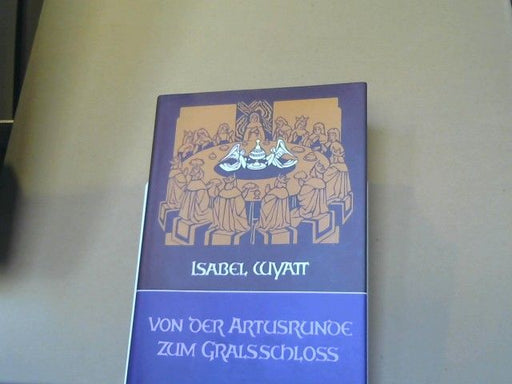 Isabel Wyatt
Von der Artusrunde
zum Gralsschloss